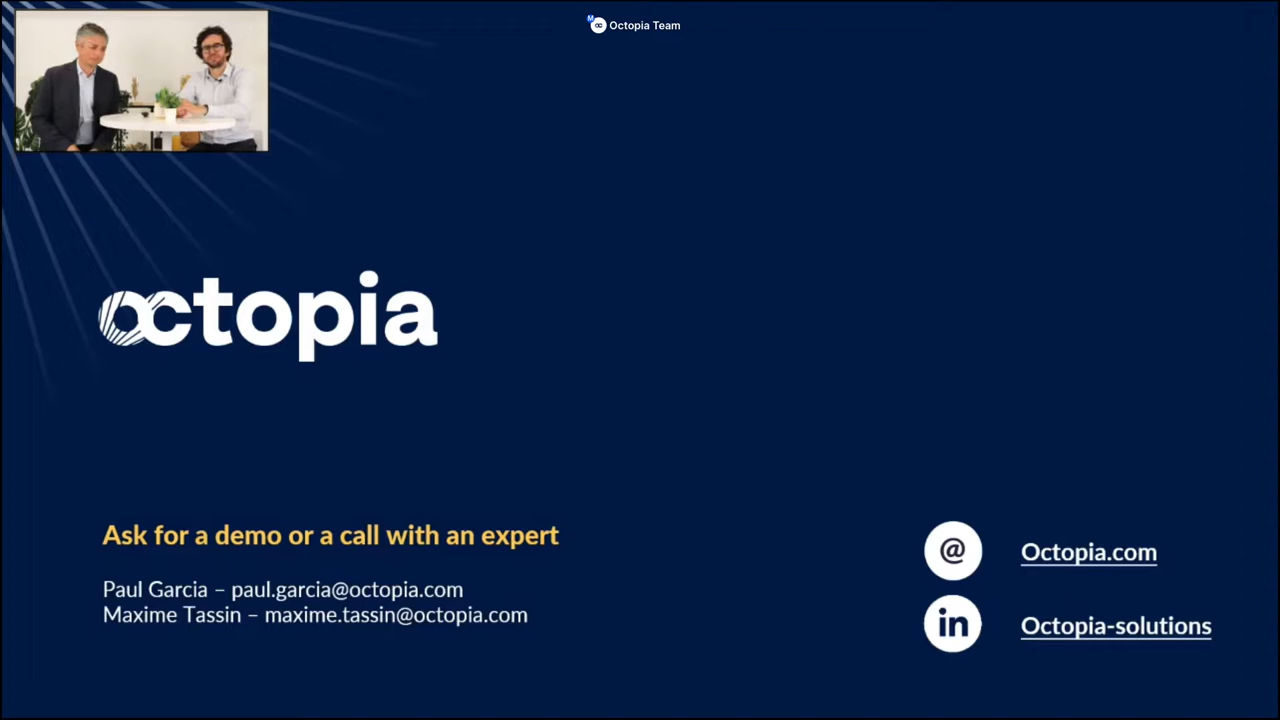 Octopia Team
octopia
Ask for a demo or a call with an expert
Paul Garcia – paul.garcia@octopia.com
Maxime Tassin – maxime.tassin@octopia.com
@ Octopia.com
in Octopia-solutions